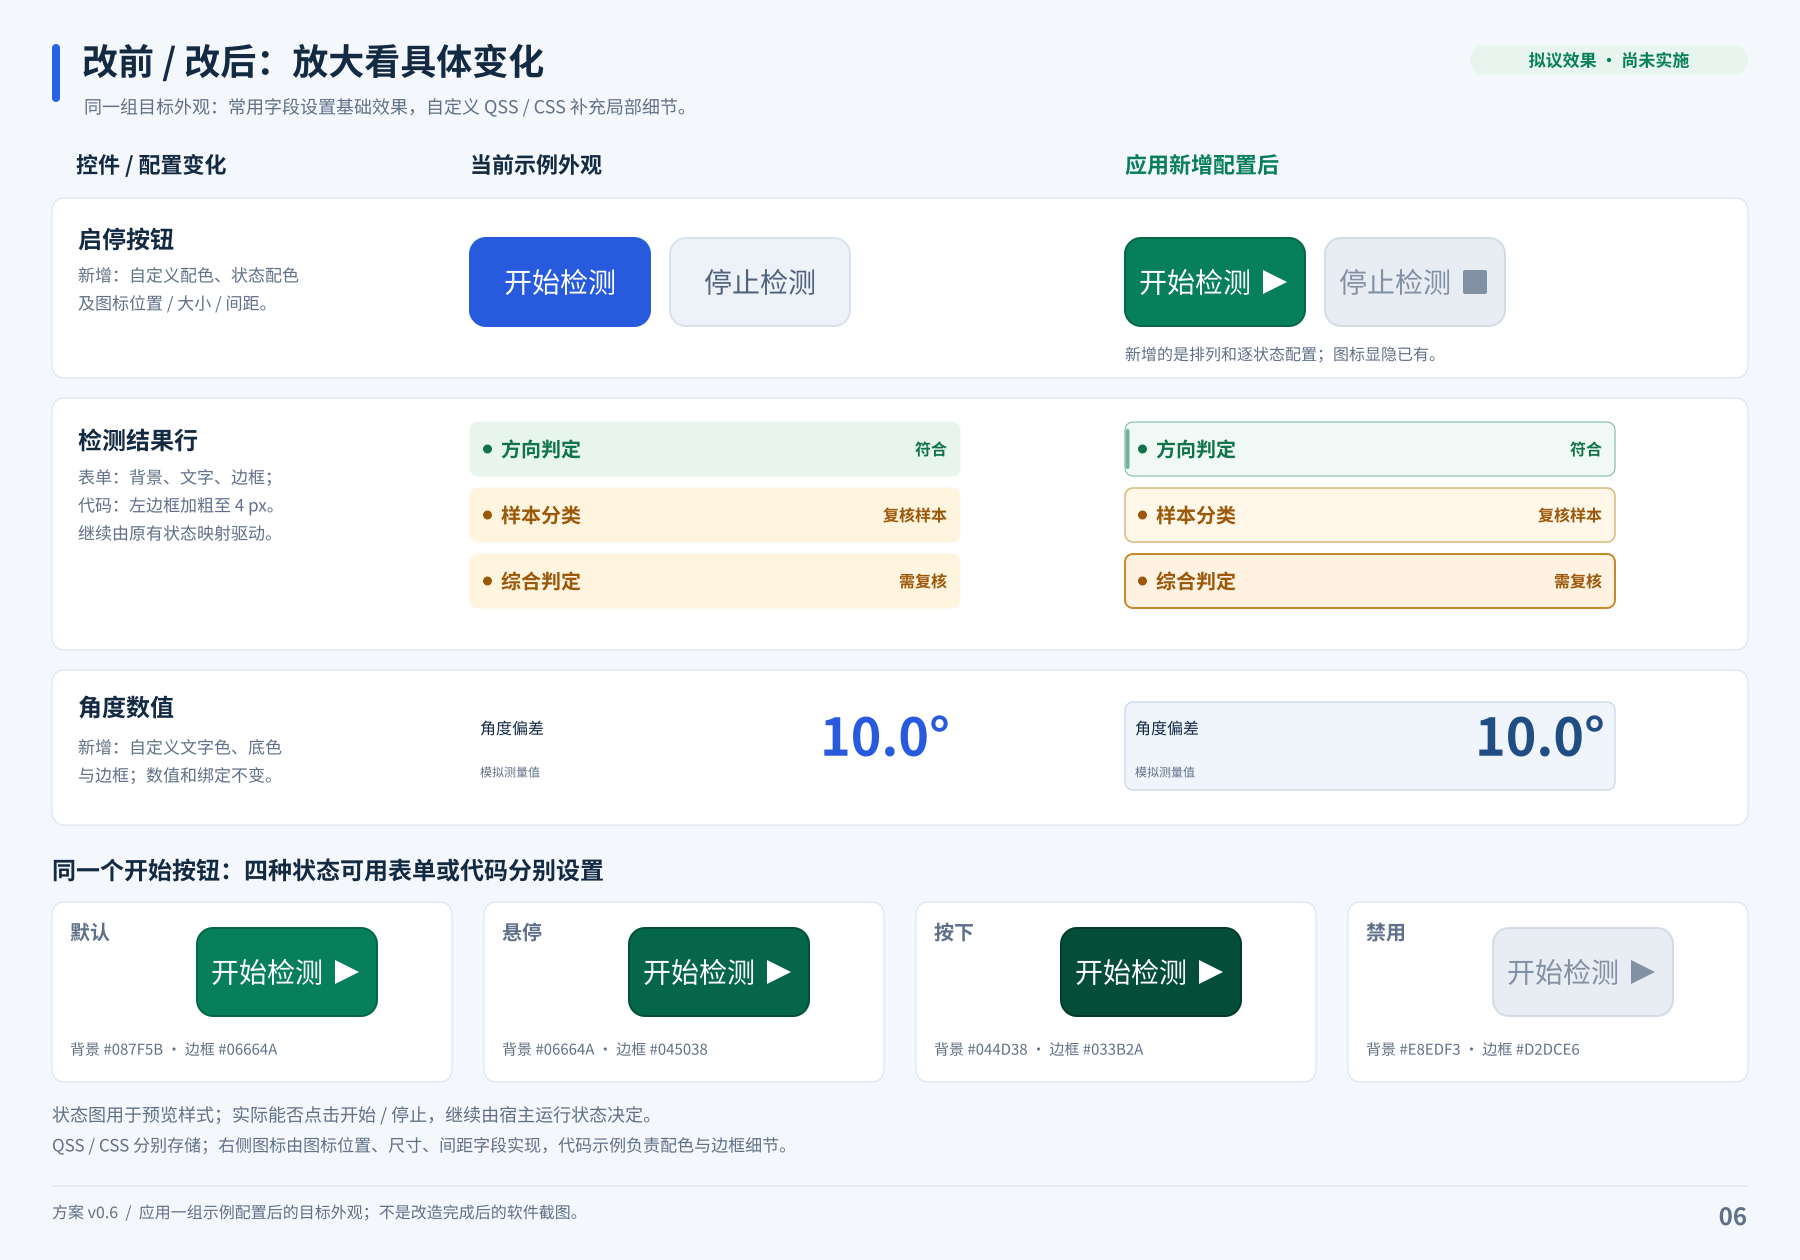 改前 / 改后：放大看具体变化
拟议效果 • 尚未实施
同一组目标外观：常用字段设置基础效果，自定义 QSS / CSS 补充局部细节。
控件 / 配置变化
当前示例外观
应用新增配置后
启停按钮
新增：自定义配色、状态配色
及图标位置 / 大小 / 间距。
开始检测
停止检测
开始检测 ▶
停止检测 ■
新增的是排列和逐状态配置；图标显隐已有。
检测结果行
表单：背景、文字、边框；
代码：左边框加粗至 4 px。
继续由原有状态映射驱动。
• 方向判定
符合
• 样本分类
复核样本
• 综合判定
需复核
• 方向判定
符合
• 样本分类
复核样本
• 综合判定
需复核
角度数值
新增：自定义文字色、底色
与边框；数值和绑定不变。
角度偏差
10.0°
模拟测量值
角度偏差
10.0°
模拟测量值
同一个开始按钮：四种状态可用表单或代码分别设置
默认
开始检测 ▶
背景 #087F5B • 边框 #06664A
悬停
开始检测 ▶
背景 #06664A • 边框 #045038
按下
开始检测 ▶
背景 #044D38 • 边框 #033B2A
禁用
开始检测 ▶
背景 #E8EDF3 • 边框 #D2DCE6
状态图用于预览样式；实际能否点击开始 / 停止，继续由宿主运行状态决定。
QSS / CSS 分别存储；右侧图标由图标位置、尺寸、间距字段实现，代码示例负责配色与边框细节。
方案 v0.6 / 应用一组示例配置后的目标外观；不是改造完成后的软件截图。
06